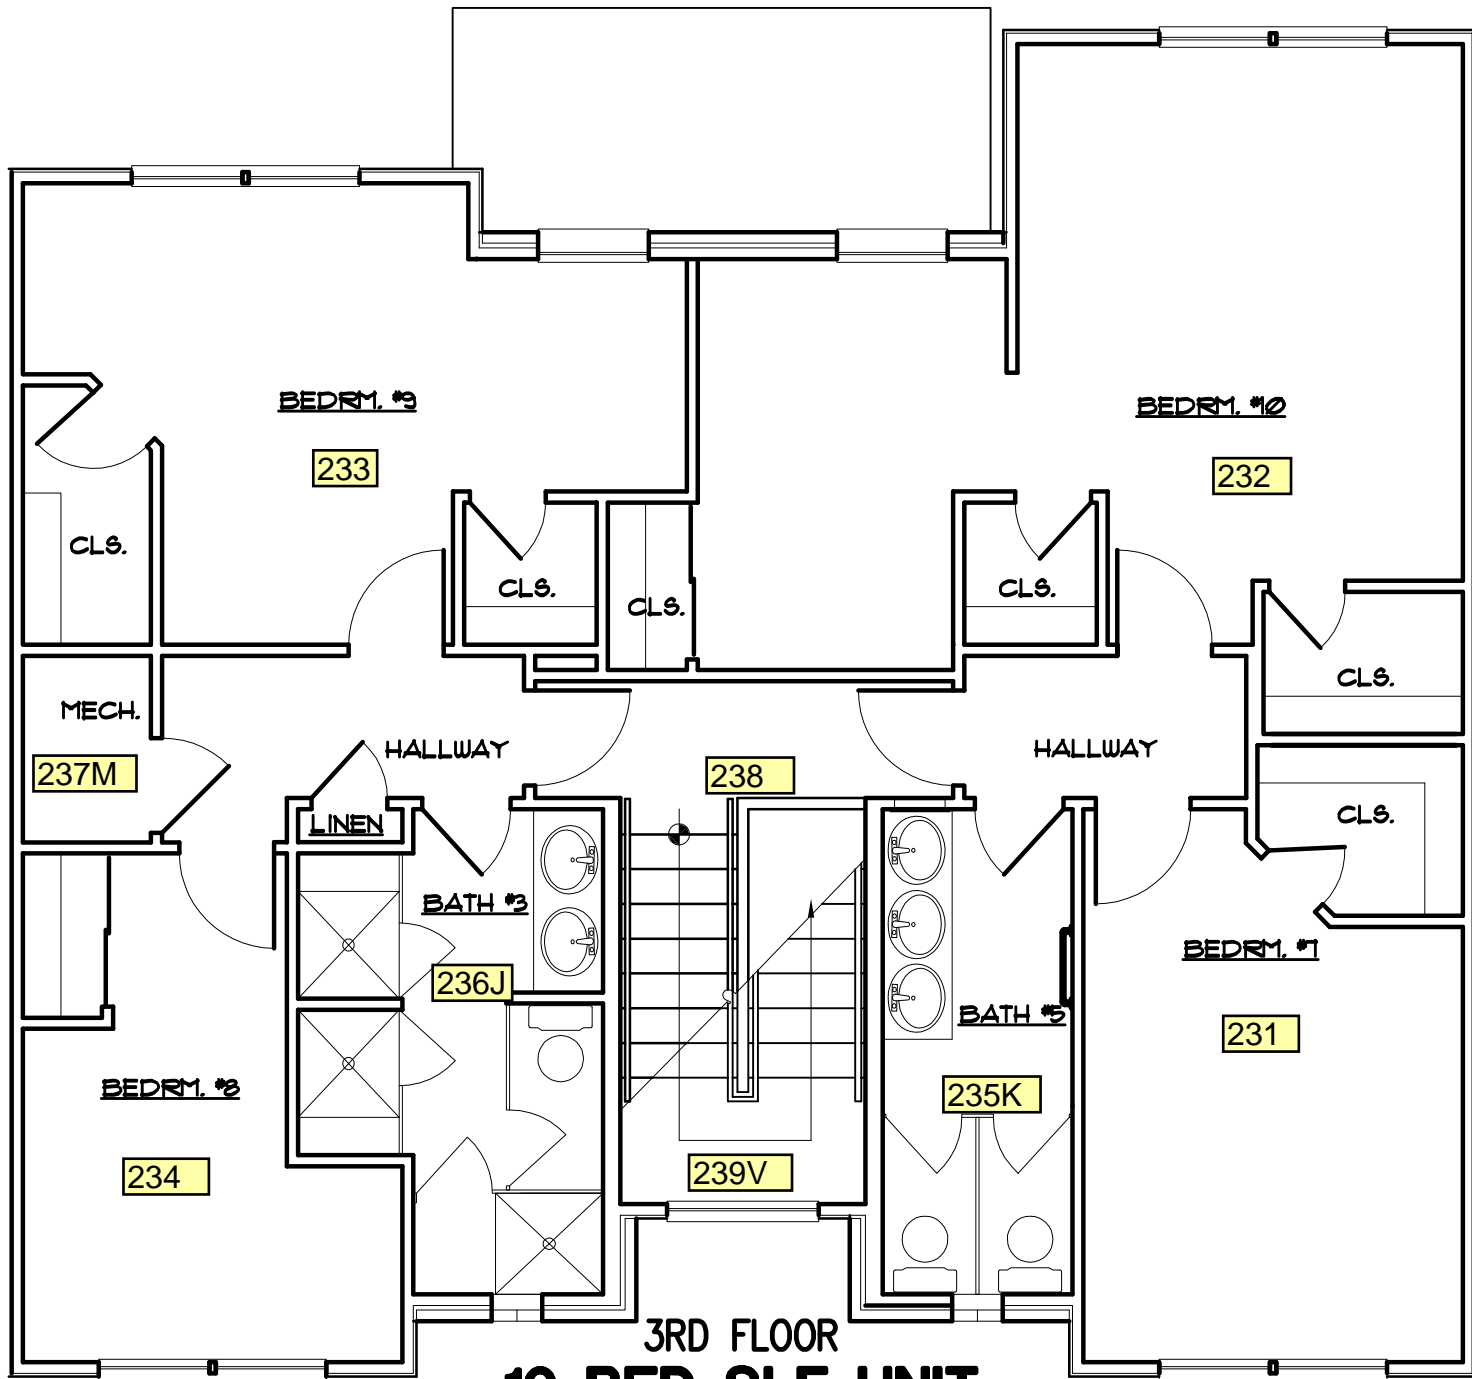 BEDRM. #9
BEDRM. #10
233
232
CLS.
CLS.
CLS.
CLS.
CLS.
MECH.
237M
HALLWAY
238
HALLWAY
LINEN
CLS.
BATH #3
236J
BEDRM. #7
BATH #5
231
BEDRM. #8
235K
234
239V
3RD FLOOR